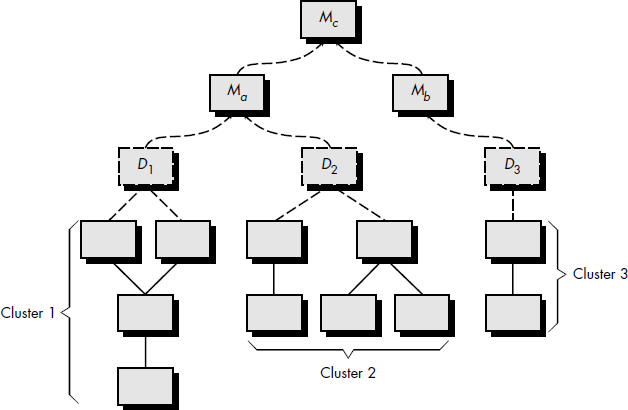 Mc
Ma
Mb
D1
D2
D3
Cluster 3
Cluster 1
Cluster 2